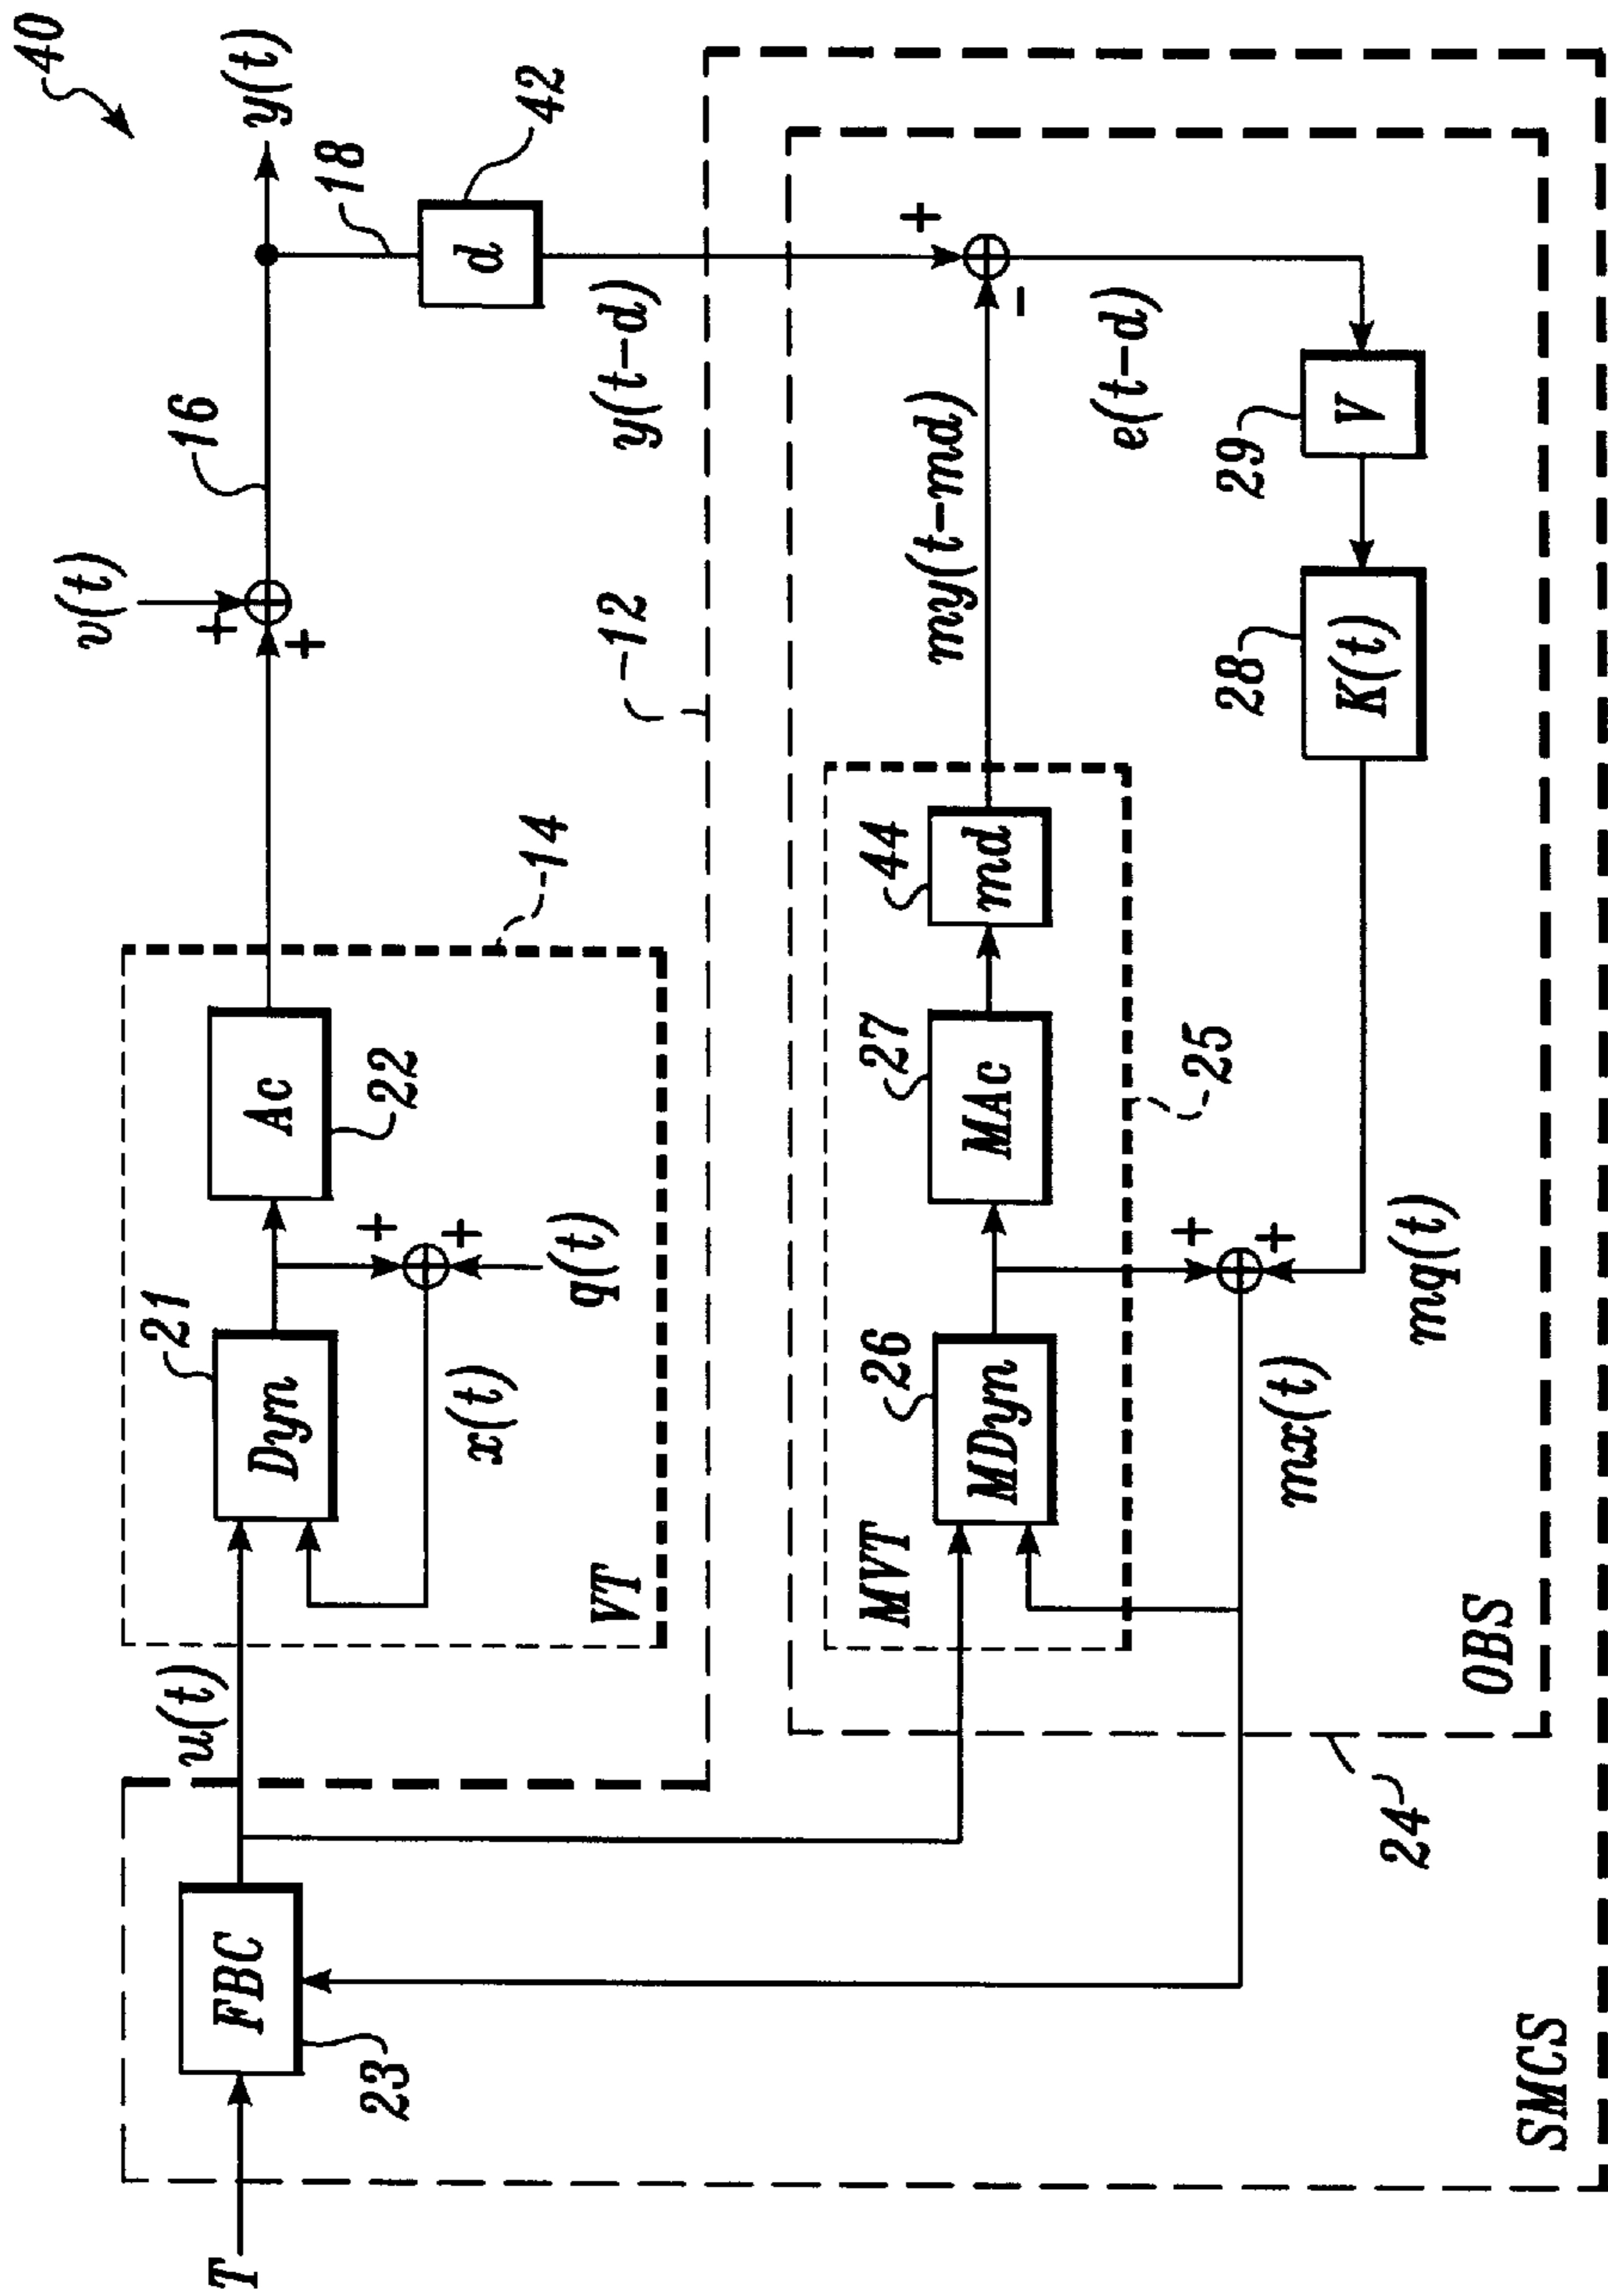 40
T
FBC
23
u(t)
21
Dyn
Ac
22
+
+
q(t)
x(t)
VT
14
v(t)
+
+
16
y(t)
18
d
42
y(t-d)
12
MVT
26
MDyn
27
MAc
44
md
my(t-md)
+
-
e(t-d)
25
+
+
mx(t)
mq(t)
28
K(t)
29
V
OBS
24
SMCS